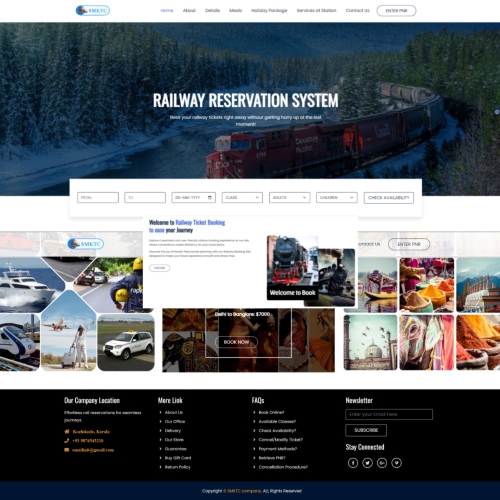 SMKTC
Home About Details Meals Holiday Package Services at Station Contact Us ENTER PNR
RAILWAY RESERVATION SYSTEM
Book your railway tickets right away without getting hurry up at the last
moment!
FROM TO DD-MM-YYYY CLASS ADULTS CHILDREN CHECK AVAILABILITY
Welcome to Railway Ticket Booking
to ease your Journey
SMKTC
Contact Us ENTER PNR
Welcome to Book
Delhi to Banglore: $7000
BOOK NOW
Our Company Location
Effortless rail reservations for seamless
journeys.
Kozhikode, Kerala
+91 9876543210
smrailnit@gmail.com
More Link
About Us
Our Office
Delivery
Our Store
Guarantee
Buy Gift Card
Return Policy
FAQs
Book Online?
Available Classes?
Check Availability?
Cancel/Modify Ticket?
Payment Methods?
Retrieve PNR?
Cancellation Procedure?
Newsletter
Enter your Email here
SUBSCRIBE
Stay Connected
Copyright © SMKTC company. All Rights Reserved